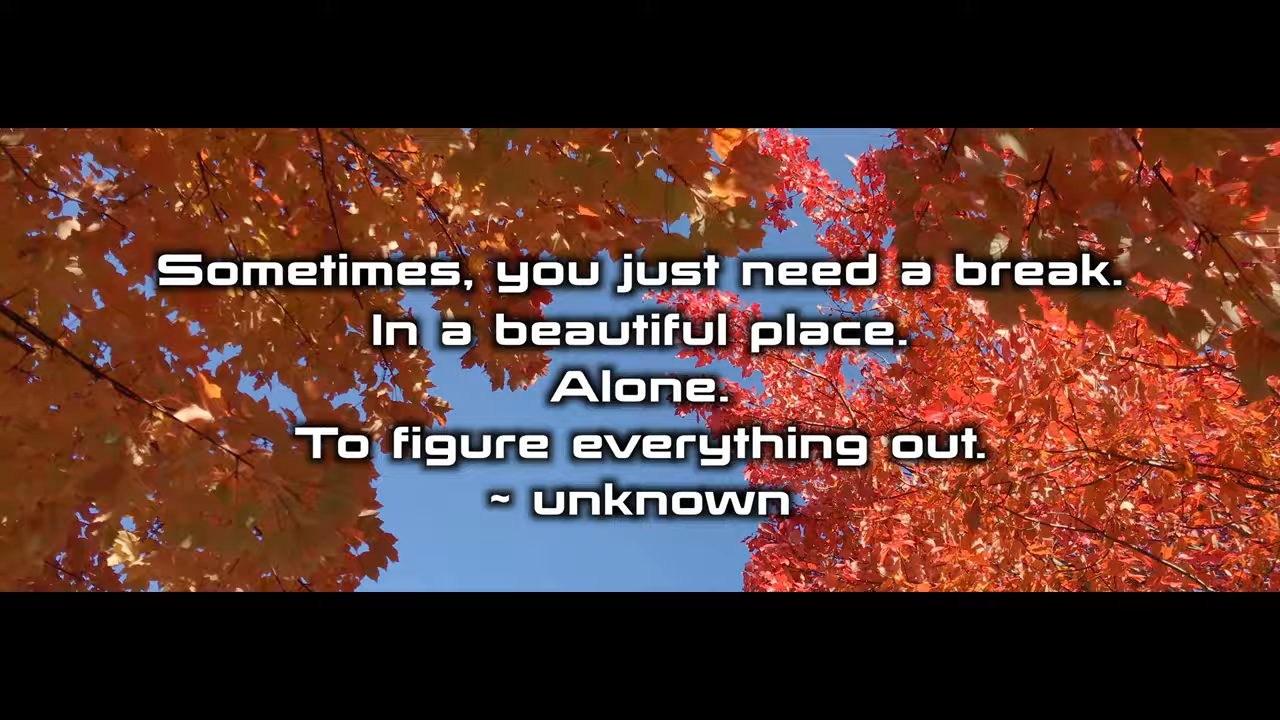 Sometimes, you just need a break.
In a beautiful place.
Alone.
To figure everything out.
~ unknown